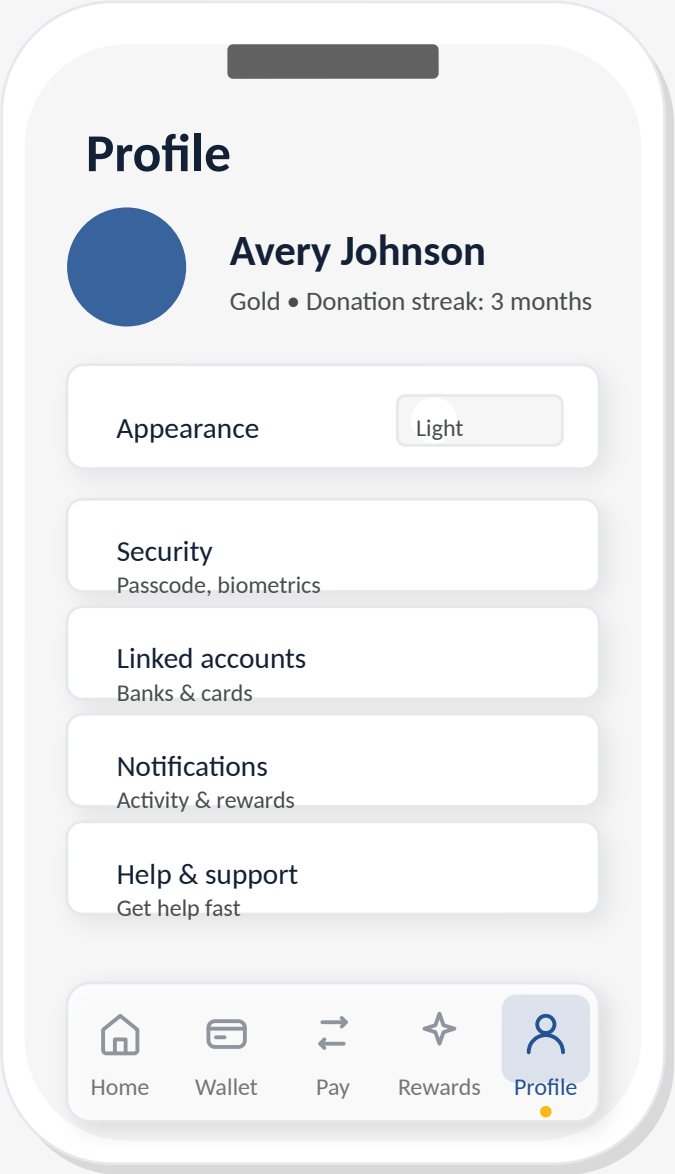 Profile
Avery Johnson
Gold • Donation streak: 3 months
Appearance
Light
Security
Passcode, biometrics
Linked accounts
Banks & cards
Notifications
Activity & rewards
Help & support
Get help fast
Home
Wallet
Pay
Rewards
Profile